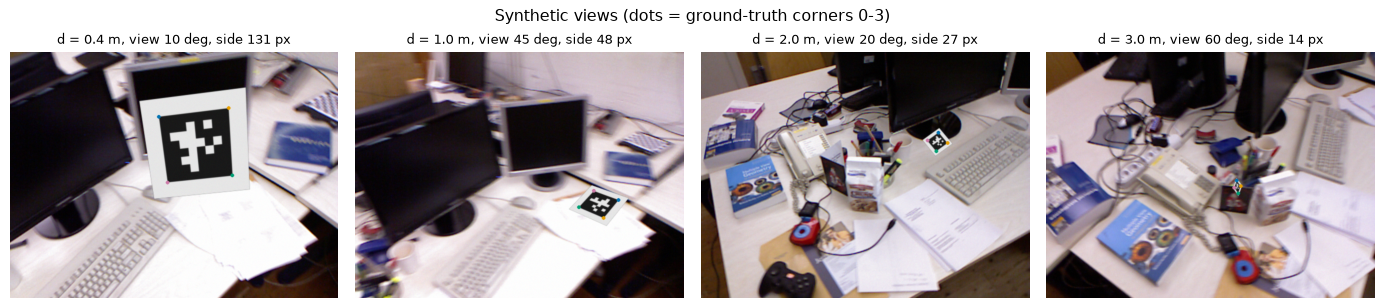 Synthetic views (dots = ground-truth corners 0-3)
d = 0.4 m, view 10 deg, side 131 px
d = 1.0 m, view 45 deg, side 48 px
d = 2.0 m, view 20 deg, side 27 px
d = 3.0 m, view 60 deg, side 14 px